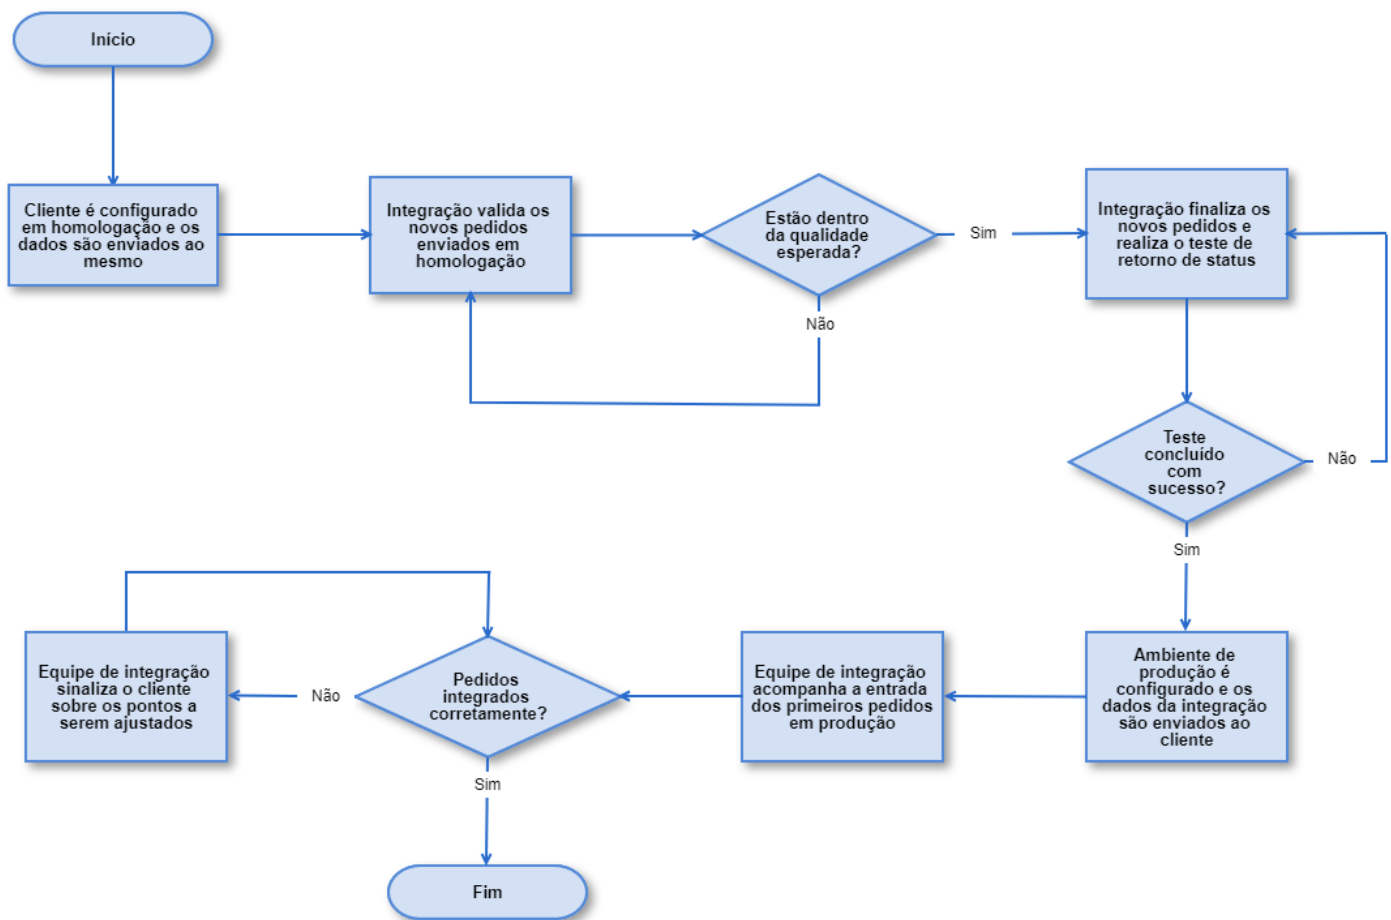 Início
Cliente é configurado
em homologação e os
dados são enviados ao
mesmo
Integração valida os
novos pedidos
enviados em
homologação
Estão dentro
da qualidade
esperada?
Sim
Não
Integração finaliza os
novos pedidos e
realiza o teste de
retorno de status
Teste
concluído
com
sucesso?
Não
Sim
Ambiente de
produção é
configurado e os
dados da integração
são enviados ao
cliente
Equipe de integração
acompanha a entrada
dos primeiros pedidos
em produção
Pedidos
integrados
corretamente?
Não
Equipe de integração
sinaliza o cliente
sobre os pontos a
serem ajustados
Sim
Fim